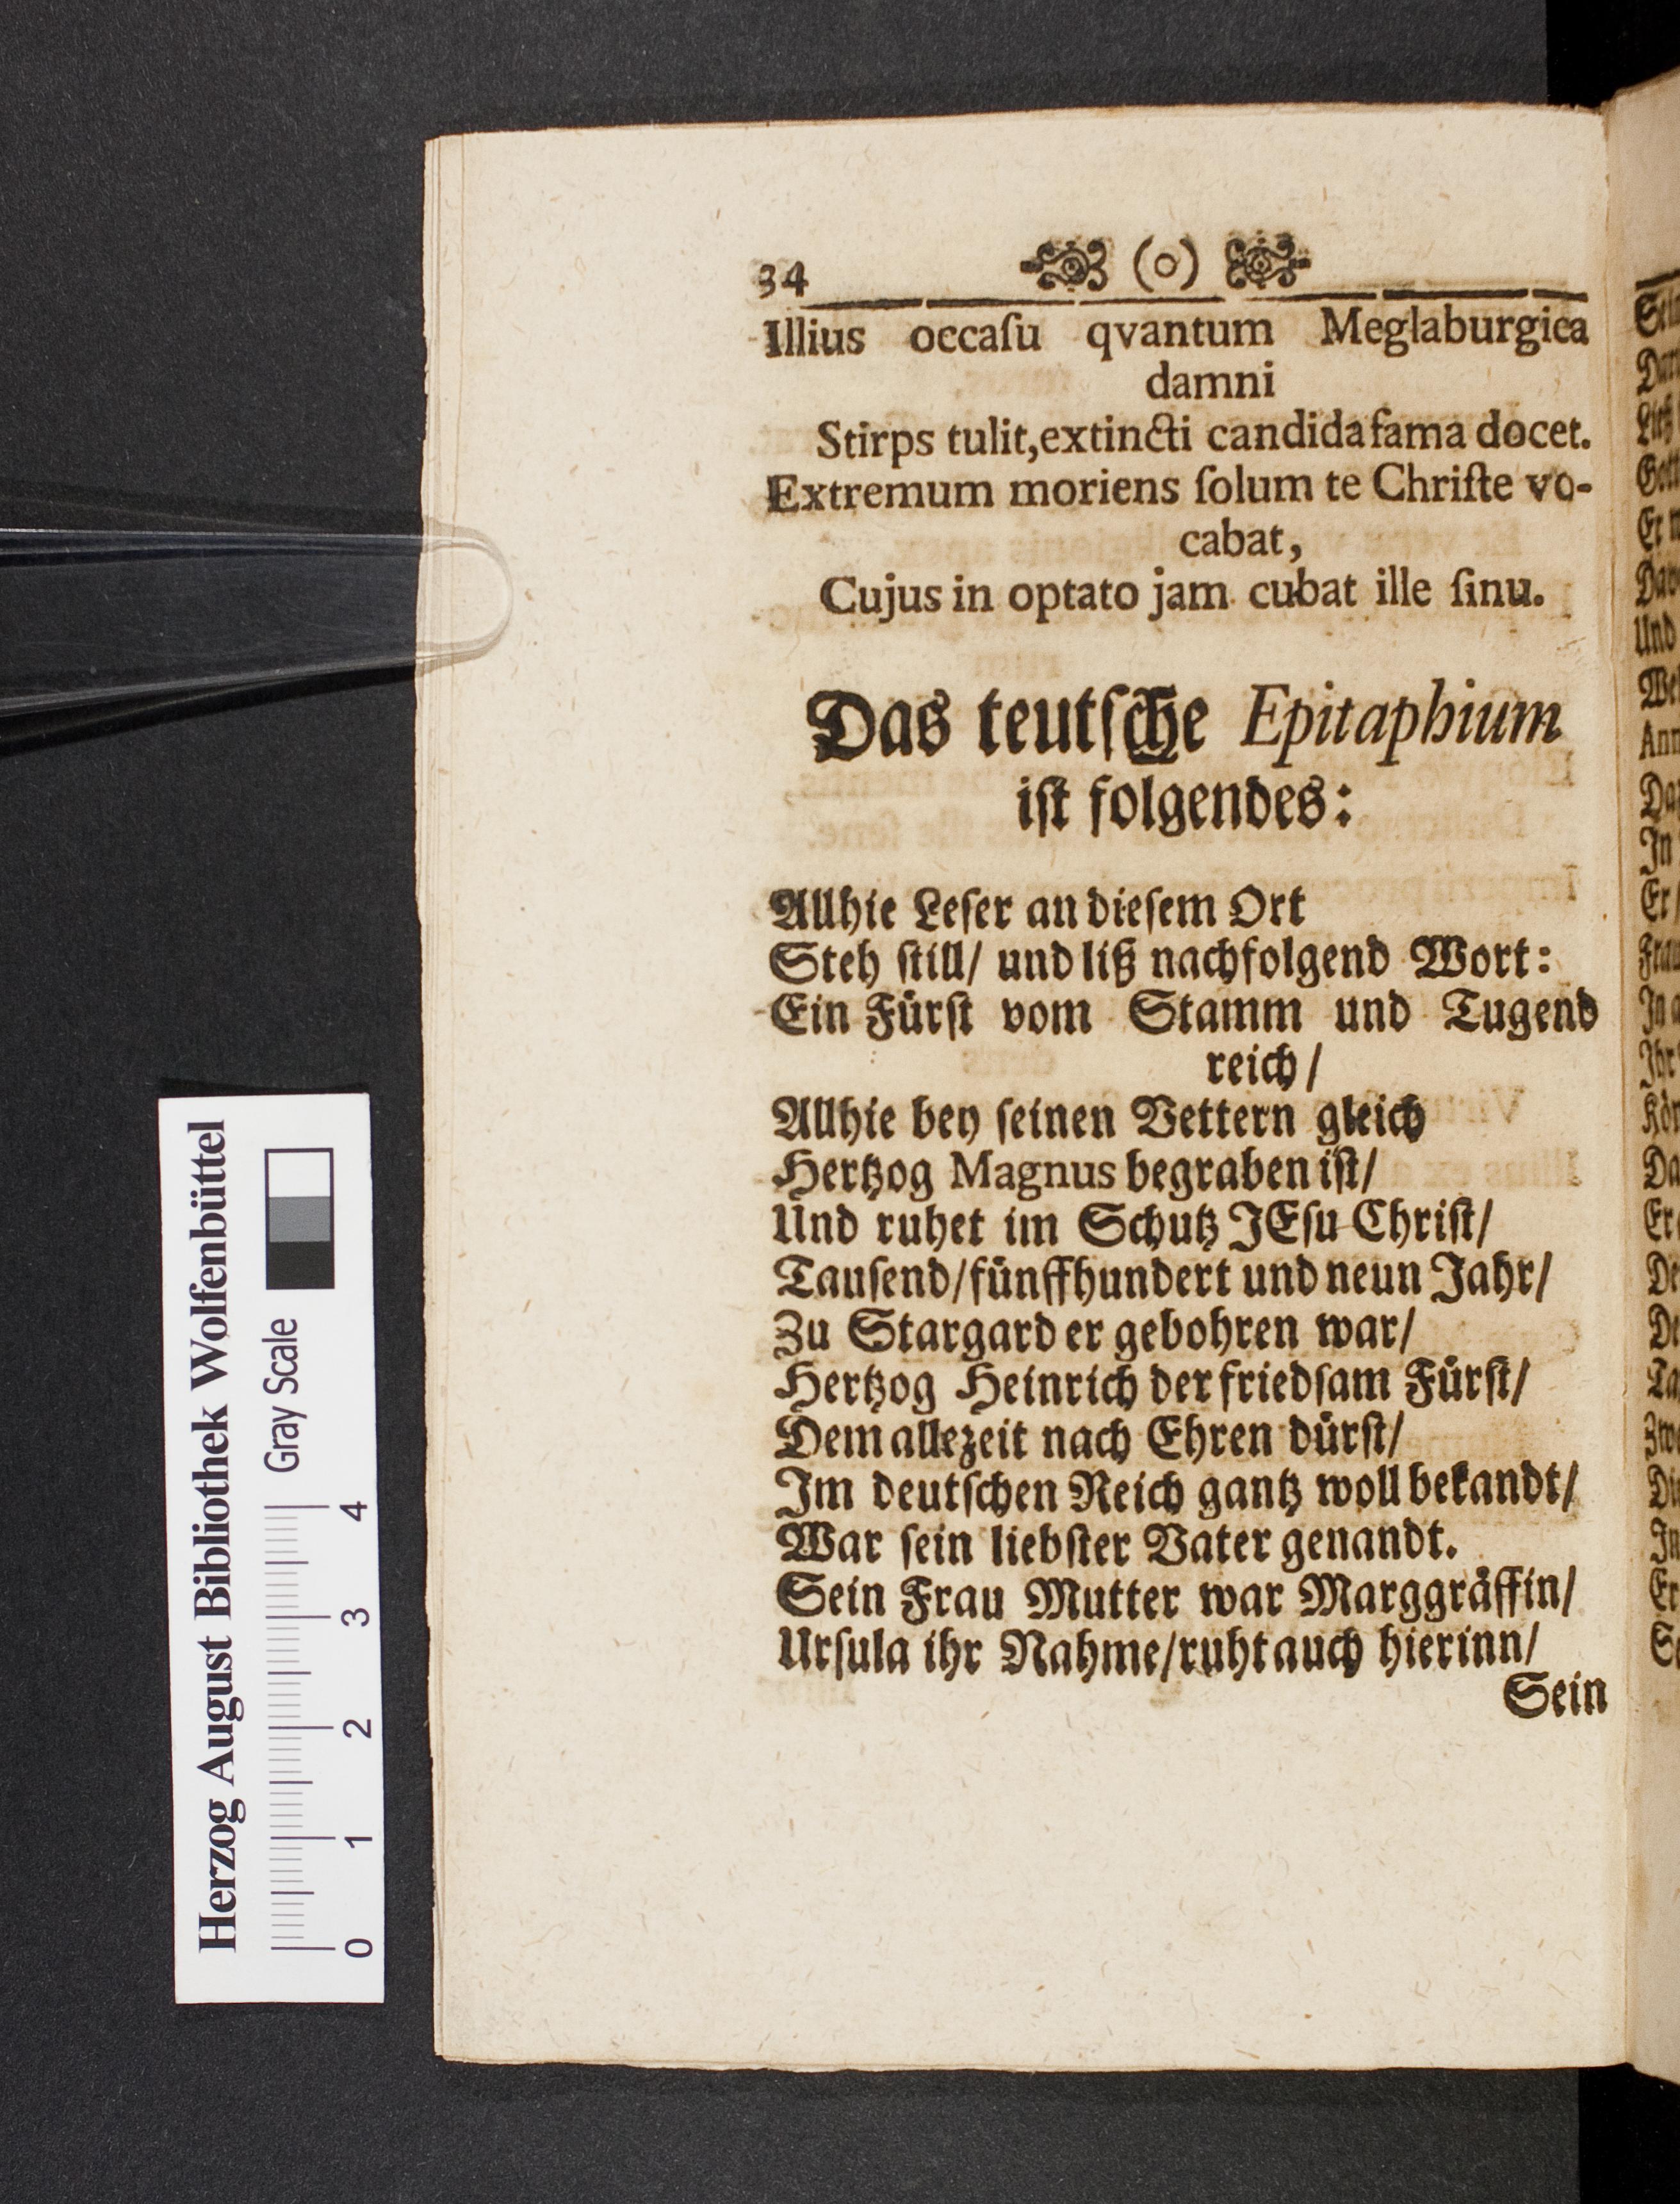 34 (o)
Illius occaſu qvantum Meglaburgica
damni
Stirps tulit, extincti candida fama docet.
Extremum moriens ſolum te Chriſte vo-
cabat,
Cujus in optato jam cubat ille ſinu.
Das teutſche Epitaphium
iſt folgendes:
Allhie Leſer an dieſem Ort
Steh ſtill/ und liß nachfolgend Wort:
Ein Fürſt vom Stamm und Tugend
reich/
Allhie bey ſeinen Vettern gleich
Hertzog Magnus begraben iſt/
Und ruhet im Schutz JEſu Chriſt/
Tauſend/fünffhundert und neun Jahr/
Zu Stargard er gebohren war/
Hertzog Heinrich der friedſam Fürſt/
Dem allezeit nach Ehren dürſt/
Im deutſchen Reich gantz woll bekandt/
War ſein liebſter Vater genandt.
Sein Frau Mutter war Marggräffin/
Urſula ihr Nahme/ruht auch hierinn/
Sein
Herzog August Bibliothek Wolfenbüttel
Gray Scale
0 1 2 3 4